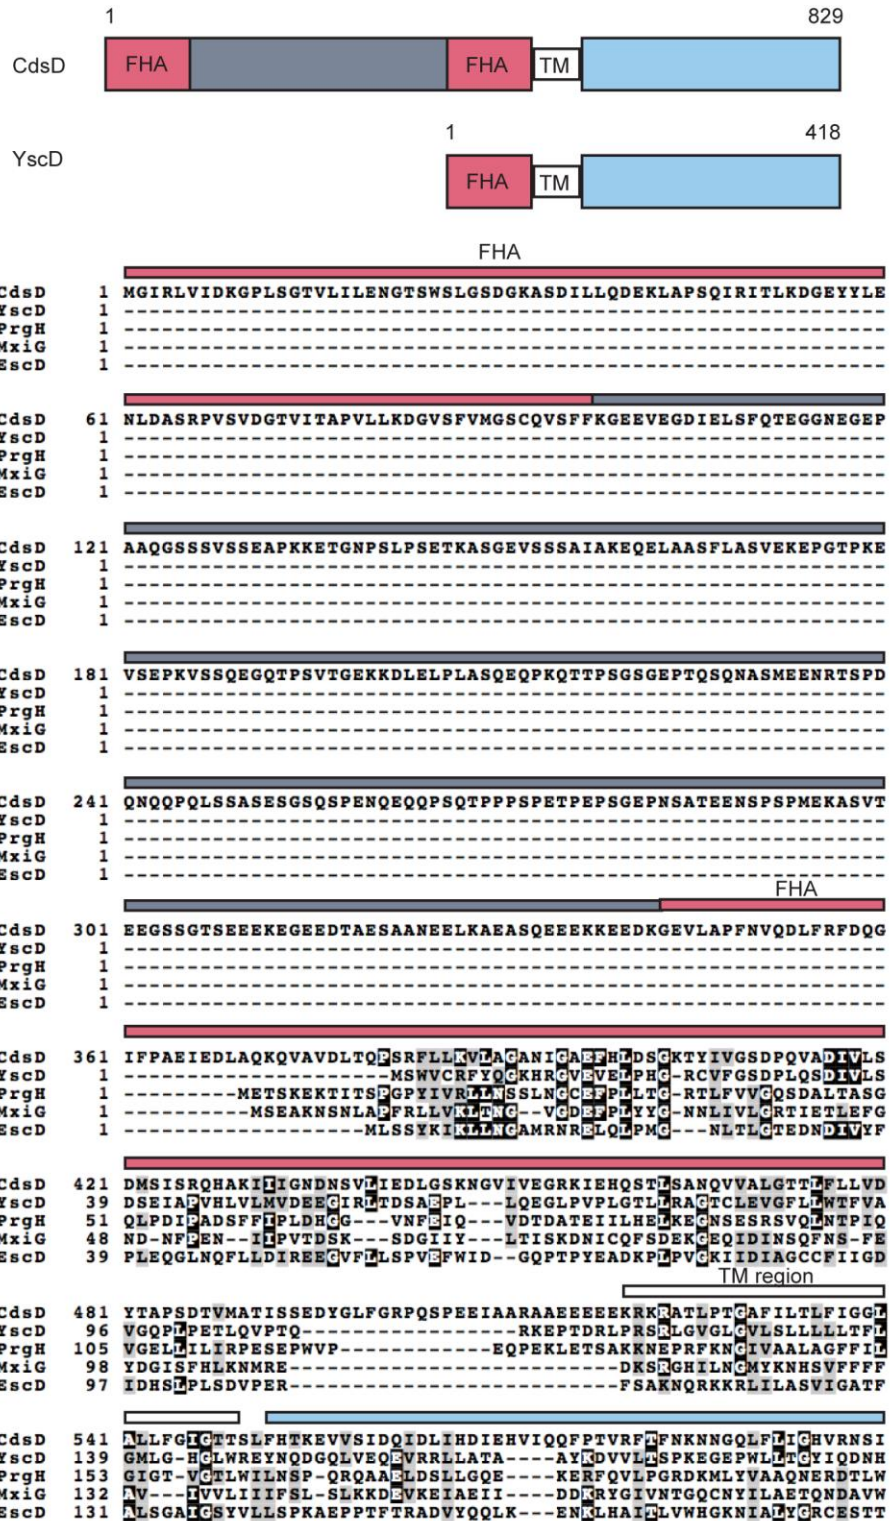 1 829
CdsD FHA FHA TM
1 418
YscD FHA TM
FHA
CdsD 1 MGIRLVIDKGPLSGTVLILENGTSWSLGSDGKASDILLQDEKLAPSQIRITLKDGEYYLE
YscD 1 ------------------------------------------------------------
PrgH 1 ------------------------------------------------------------
MxiG 1 ------------------------------------------------------------
EscD 1 ------------------------------------------------------------
CdsD 61 NLDASRPVSVDGTVITAPVLLKDGVSFVMGSCQVSFFKGEEVEGDIELSFQTEGGNEGEP
YscD 1 ------------------------------------------------------------
PrgH 1 ------------------------------------------------------------
MxiG 1 ------------------------------------------------------------
EscD 1 ------------------------------------------------------------
CdsD 121 AAQGSSSVSSEAPKKETGNPSLPSETKASGEVSSSAIAKEQELAASFLASVEKEPGTPKE
YscD 1 ------------------------------------------------------------
PrgH 1 ------------------------------------------------------------
MxiG 1 ------------------------------------------------------------
EscD 1 ------------------------------------------------------------
CdsD 181 VSEPKVSSQEGQTPSVTGEKKDLELPLASQEQPKQTTPSGSGEPTQSQNASMEENRTSPD
YscD 1 ------------------------------------------------------------
PrgH 1 ------------------------------------------------------------
MxiG 1 ------------------------------------------------------------
EscD 1 ------------------------------------------------------------
CdsD 241 QNQQPQLSSASESGSQSPENQEQQPSQTPPPSPETPEPSGEPNSATEENSPSPMEKASVT
YscD 1 ------------------------------------------------------------
PrgH 1 ------------------------------------------------------------
MxiG 1 ------------------------------------------------------------
EscD 1 ------------------------------------------------------------
FHA
CdsD 301 EEGSSGTSEEEKEGEEDTAESAANEELKAEASQEEEKKEEDKGEVLAPFNVQDLFRFDQG
YscD 1 ------------------------------------------------------------
PrgH 1 ------------------------------------------------------------
MxiG 1 ------------------------------------------------------------
EscD 1 ------------------------------------------------------------
CdsD 361 IFPAEIEDLAQKQVAVDLTQPSRFLLKVLAGANIGAEFHLDSGKTYIVGSDPQVADIVLS
YscD 1 ---------------------MSWVCRFYQGKHRGVEVELPHG-RCVFGSDPLQSDIVLS
PrgH 1 ---------METSKEKTITSPGPYIVRLLNSSLNGCEFPLLTG-RTLFVVGQSDALTASG
MxiG 1 ----------MSEAKNSNLAPFRLLVKLTNG--VGDEFPLYYG-NNLIVLGRTIETLEFG
EscD 1 -------------------MLSSYKIKLLNGAMRNRELQLPMG--NLTLGTEDNDIVYF
CdsD 421 DMSISRQHAKIIIGNDNSVLIEDLGSKNGVIVEGRKIEHQSTLSANQVVALGTTLFLLVD
YscD 39 DSEIAPVHLVLMVDEEGIRLTDSAEPL---LQEGLPVPLGTLLRAGTCLEVGFLLWTFVA
PrgH 51 QLPDIPADSFFIPLDHGG---VNFEIQ---VDTDATEIILHELKEGNSESRSVQLNTPIQ
MxiG 48 ND-NFPEN--IIPVTDSK---SDGIIY---LTISKDNICQFSDEKGEQIDINSQFNS-FE
EscD 39 PLEQGLNQFLLLDIREEGVFLLSPVEFWID--GQPTPYEADKPLPVGKIIDIAGCCFIIGD
TM region
CdsD 481 YTAPSDTVMATISSEDYGLFGRPQSPEEIAARAAEEEEEKRKRATLPTGAFILTLFIGGL
YscD 96 VGQPLPETLQVPTQ-----------------RKEPTDRLPRSRLGVGLGVLSLLLLLTFL
PrgH 105 VGELLLILIRPESEPWVP------------EQPEKLETSAKKNEPRFKNGIVAALAGFFIL
MxiG 98 YDGISFHLKNMRE--------------------------DKSRGHILNGMYKNHSVFFFF
EscD 97 IDHSLPLSDVPER--------------------------FSAKNQRKKRLILASVIGATF
CdsD 541 ALLFGIGTTSLFHTKEVVSIDQIDLIHDIEHVIQQFPTVRFTFNKNNGQLFLIGHVRNSI
YscD 139 GMLG-HGLWREYNQDGQLVEQEVRRLLATA----AYKDVVLTSPKEGEPWLLTGYIQDNH
PrgH 153 GIGT-VGTLWILNSP-QRQAAELDSLLGQE----KERFQVLPGRDKMLYVAAQNERDTLW
MxiG 132 AV---IVVLIIIFSL-SLKKDEVKEIAEII----DDKRYGIVNTGQCNYILAETQNDAVW
EscD 131 ALSGAIGSYVLLSPKAEPPTFTRADVYQQLK---ENKLHAITLVWHGKNIALYGRCESTT